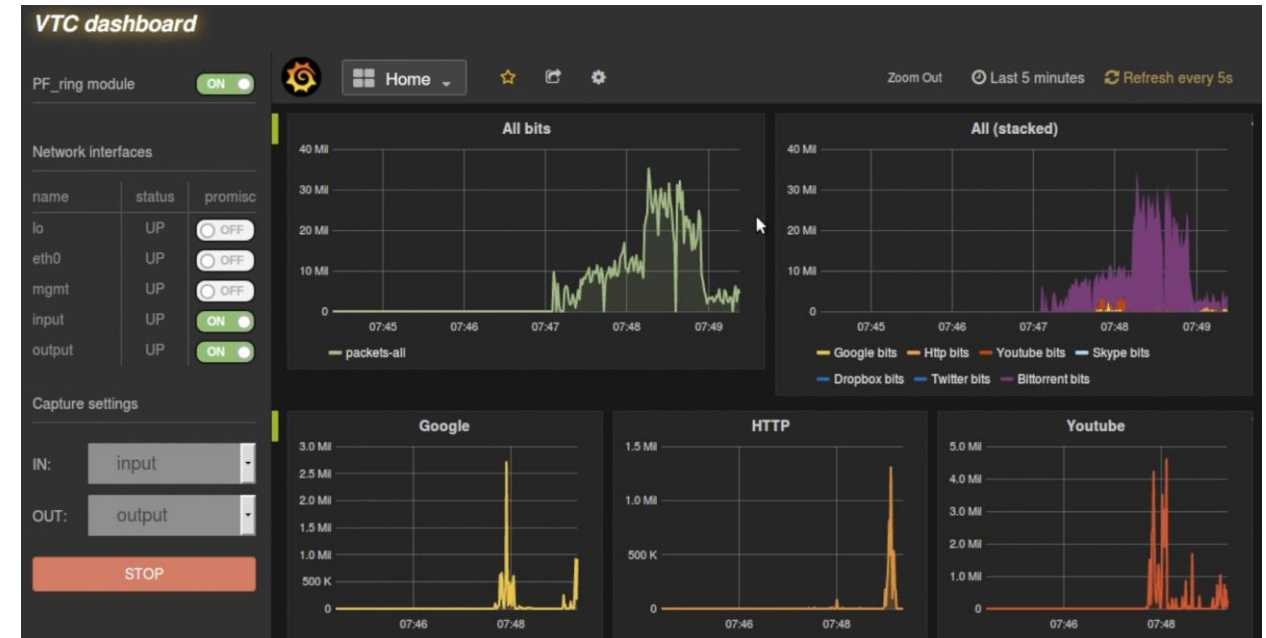 VTC dashboard
PF_ring module ON
Network interfaces
name status promisc
lo UP OFF
eth0 UP OFF
mgmt UP OFF
input UP ON
output UP ON
Capture settings
IN: input
OUT: output
STOP
Home
Zoom Out Last 5 minutes Refresh every 5s
All bits
40 Mil
30 Mil
20 Mil
10 Mil
0
07:45 07:46 07:47 07:48 07:49
packets-all
All (stacked)
40 Mil
30 Mil
20 Mil
10 Mil
0
07:45 07:46 07:47 07:48 07:49
Google bits Http bits Youtube bits Skype bits
Dropbox bits Twitter bits Bittorrent bits
Google
3.0 Mil
2.5 Mil
2.0 Mil
1.5 Mil
1.0 Mil
500 K
0
07:46 07:48
HTTP
1.5 Mil
1.0 Mil
500 K
0
07:46 07:48
Youtube
5.0 Mil
4.0 Mil
3.0 Mil
2.0 Mil
1.0 Mil
0
07:46 07:48